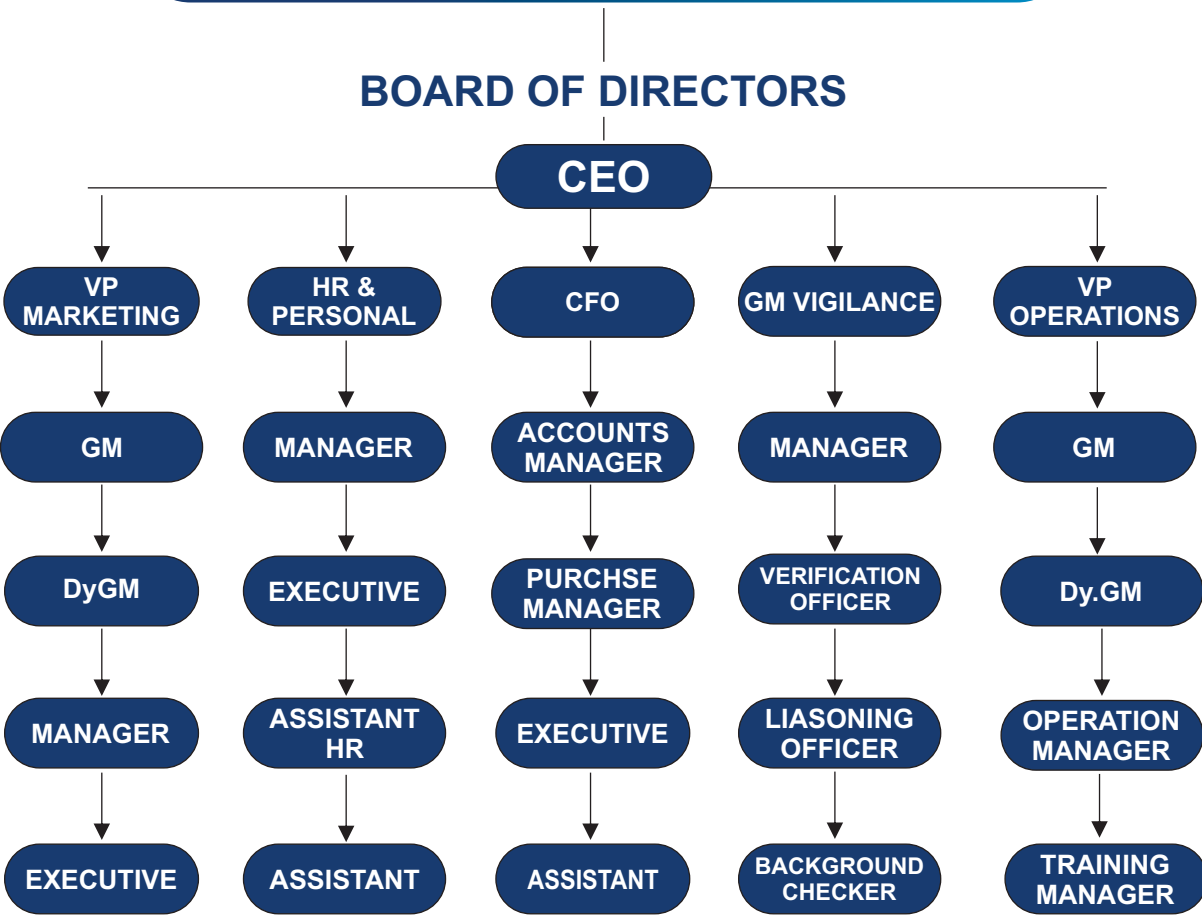 BOARD OF DIRECTORS
CEO
VP
MARKETING
HR &
PERSONAL
CFO
GM VIGILANCE
VP
OPERATIONS
GM
MANAGER
ACCOUNTS
MANAGER
MANAGER
GM
DyGM
EXECUTIVE
PURCHSE
MANAGER
VERIFICATION
OFFICER
Dy.GM
MANAGER
ASSISTANT
HR
EXECUTIVE
LIASONING
OFFICER
OPERATION
MANAGER
EXECUTIVE
ASSISTANT
ASSISTANT
BACKGROUND
CHECKER
TRAINING
MANAGER